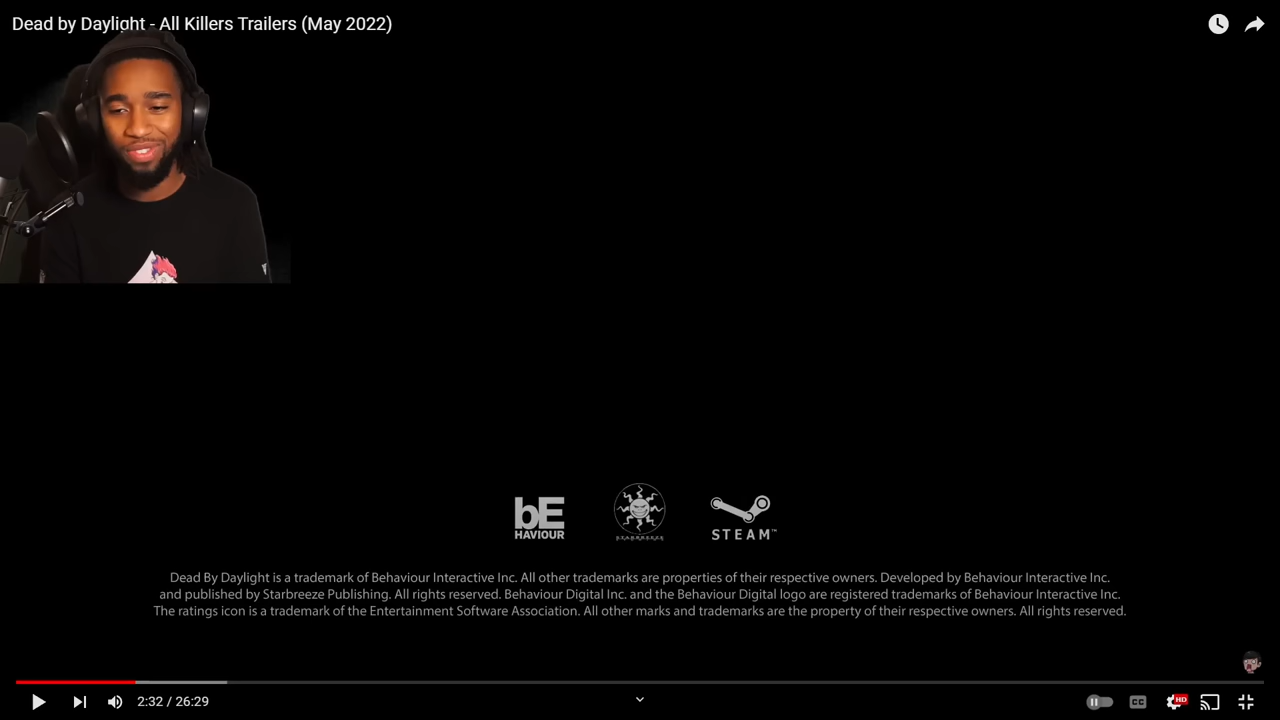 Dead by Daylight - All Killers Trailers (May 2022)
bE
HAVIOUR
STARBREEZE
STEAM™
Dead By Daylight is a trademark of Behaviour Interactive Inc. All other trademarks are properties of their respective owners. Developed by Behaviour Interactive Inc.
and published by Starbreeze Publishing. All rights reserved. Behaviour Digital Inc. and the Behaviour Digital logo are registered trademarks of Behaviour Interactive Inc.
The ratings icon is a trademark of the Entertainment Software Association. All other marks and trademarks are the property of their respective owners. All rights reserved.
2:32 / 26:29
CC
HD